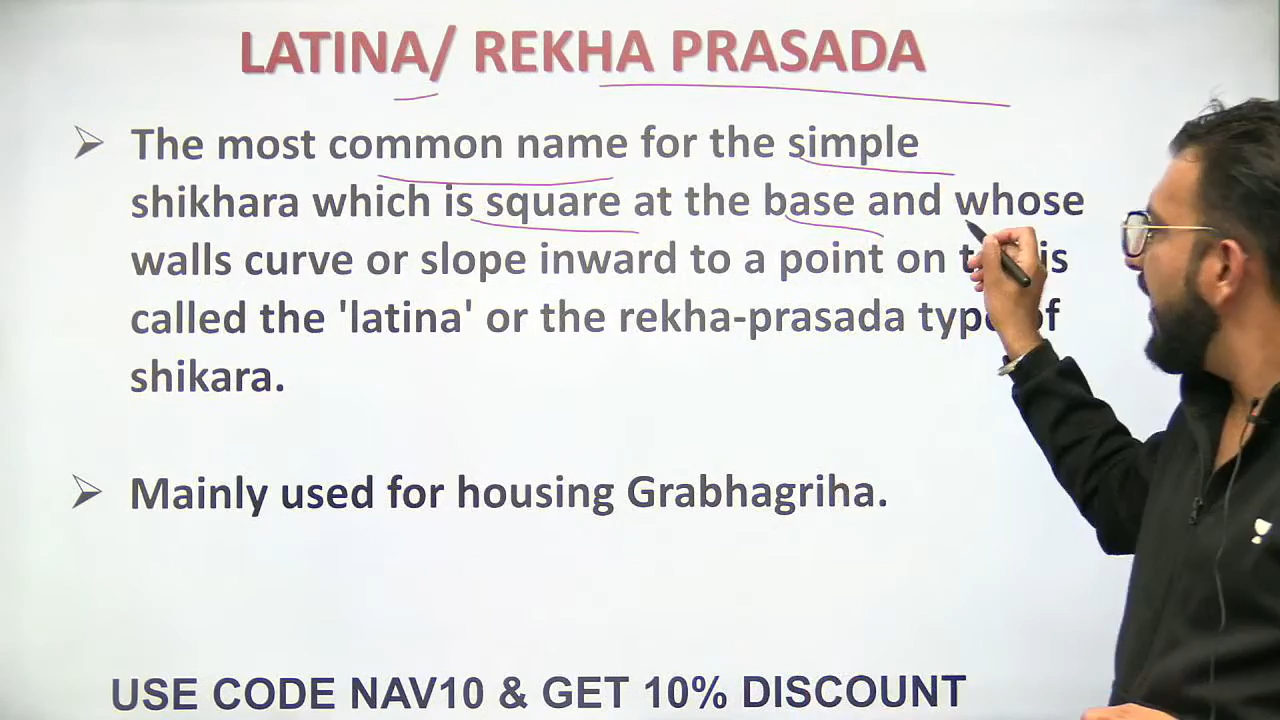 LATINA/ REKHA PRASADA
The most common name for the simple
shikhara which is square at the base and whose
walls curve or slope inward to a point on
called the 'latina' or the rekha-prasada type of
shikara.
Mainly used for housing Grabhagriha.
USE CODE NAV10 & GET 10% DISCOUNT